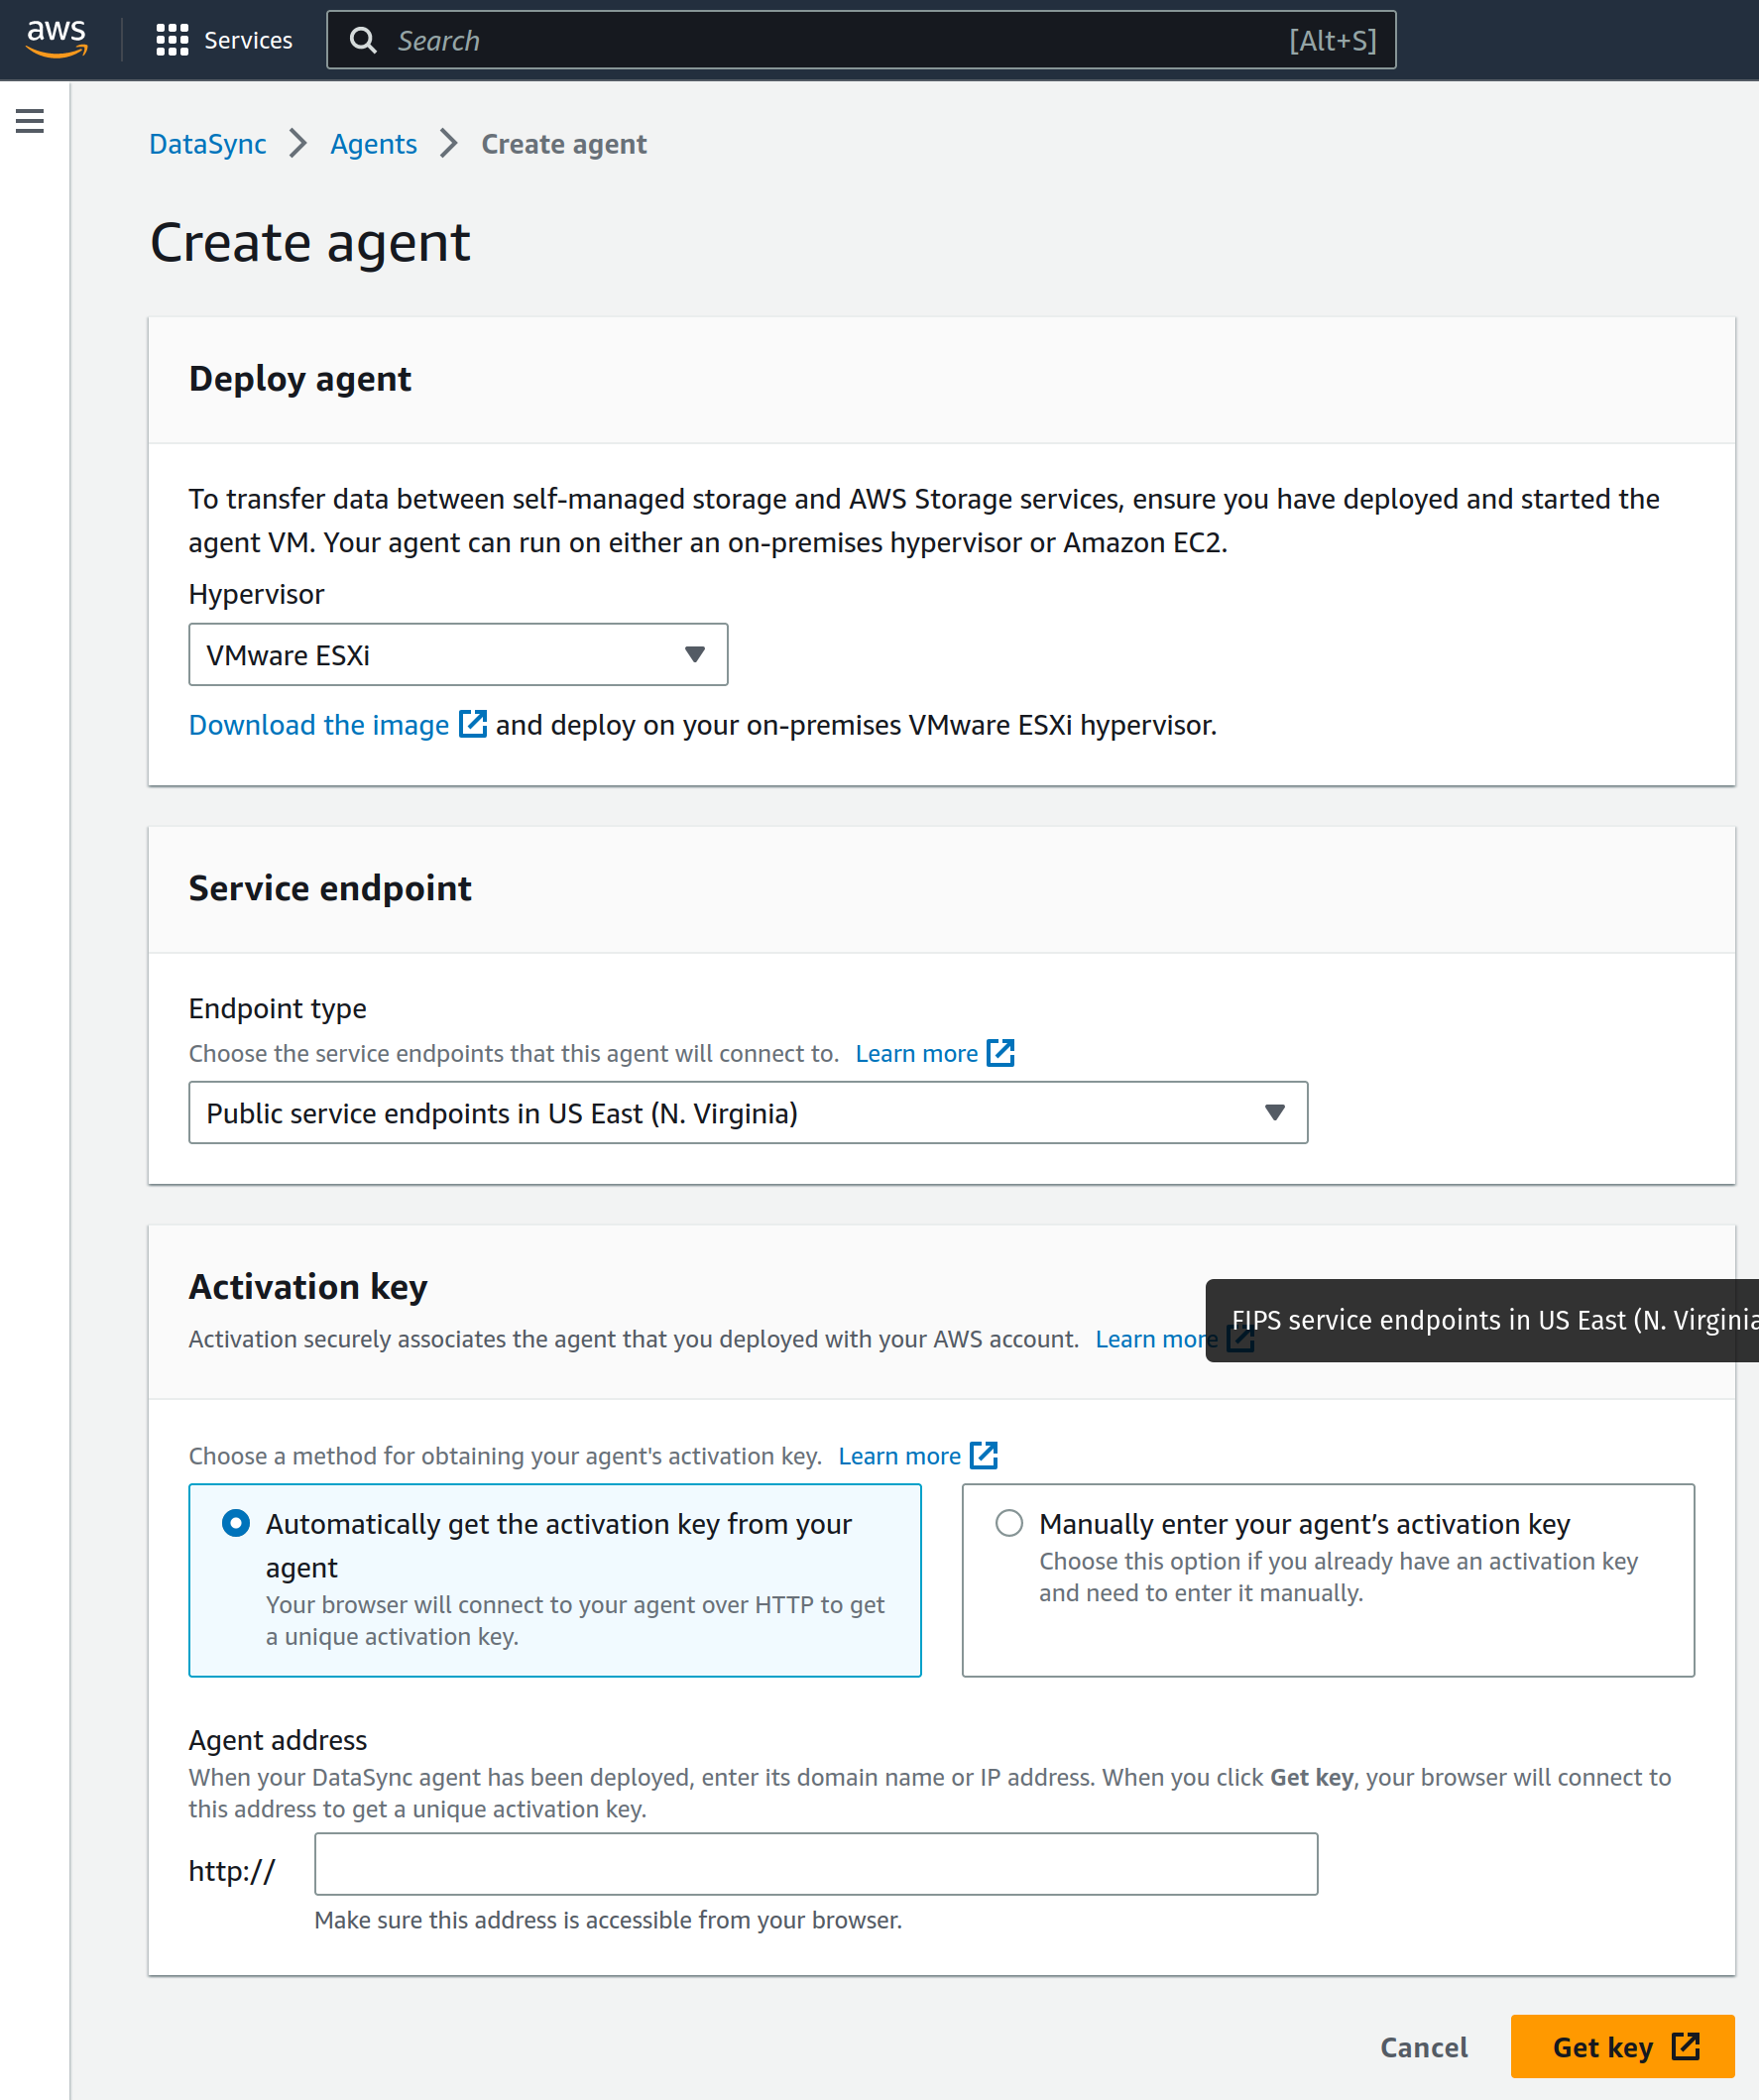 aws
Services
Search
[Alt+S]
DataSync
Agents
Create agent
Create agent
Deploy agent
To transfer data between self-managed storage and AWS Storage services, ensure you have deployed and started the
agent VM. Your agent can run on either an on-premises hypervisor or Amazon EC2.
Hypervisor
VMware ESXi
Download the image and deploy on your on-premises VMware ESXi hypervisor.
Service endpoint
Endpoint type
Choose the service endpoints that this agent will connect to. Learn more
Public service endpoints in US East (N. Virginia)
Activation key
FIPS service endpoints in US East (N. Virginia
Activation securely associates the agent that you deployed with your AWS account. Learn more
Choose a method for obtaining your agent's activation key. Learn more
Automatically get the activation key from your
agent
Your browser will connect to your agent over HTTP to get
a unique activation key.
Manually enter your agent’s activation key
Choose this option if you already have an activation key
and need to enter it manually.
Agent address
When your DataSync agent has been deployed, enter its domain name or IP address. When you click Get key, your browser will connect to
this address to get a unique activation key.
http://
Make sure this address is accessible from your browser.
Cancel
Get key